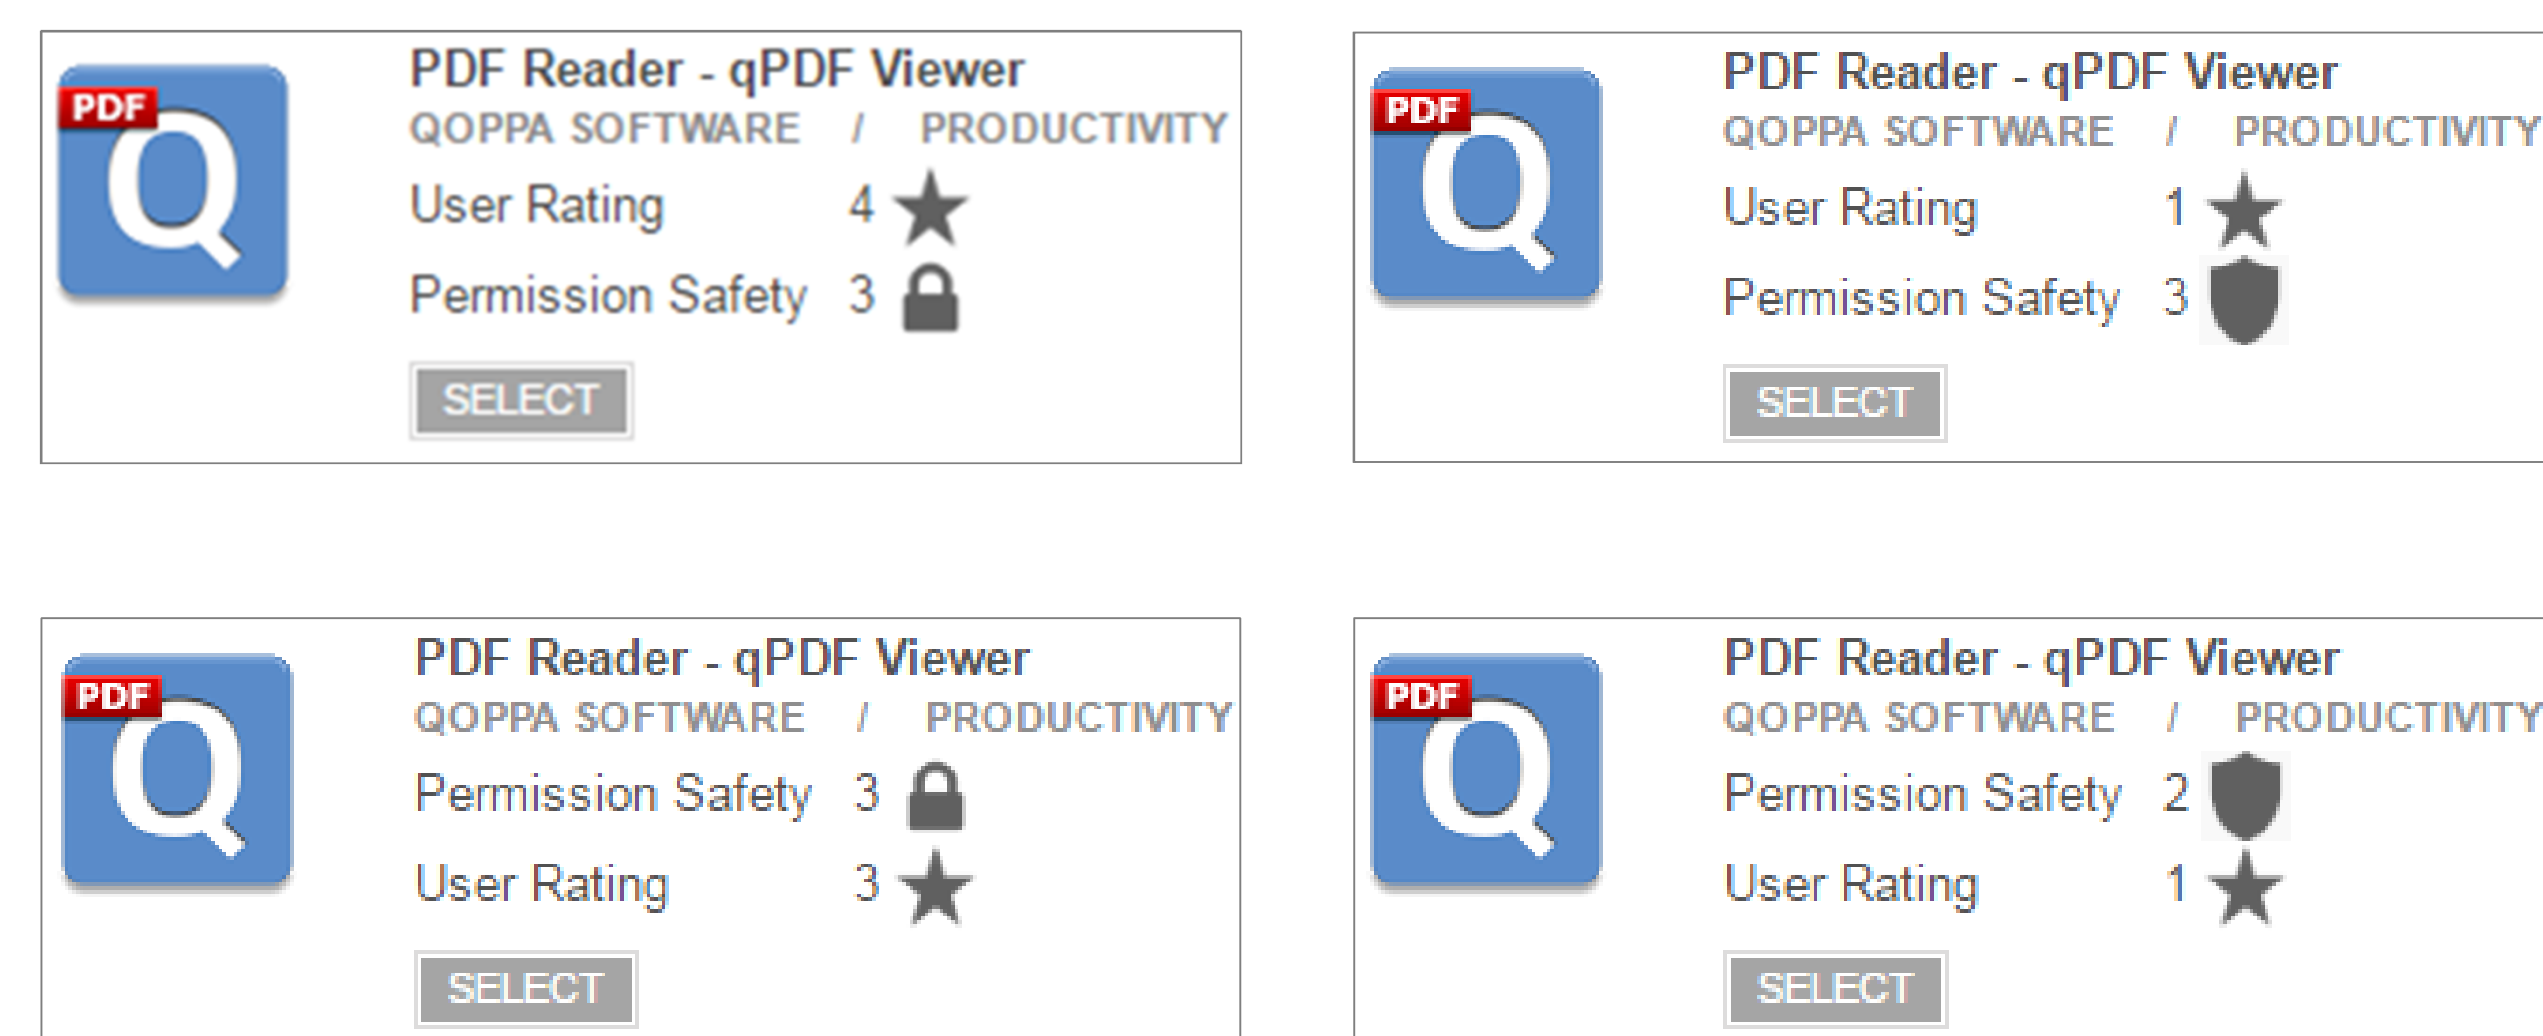 PDF Reader - qPDF Viewer
PDF
Q
QOPPA SOFTWARE / PRODUCTIVITY
User Rating 4
Permission Safety 3
SELECT
PDF Reader - qPDF Viewer
PDF
Q
QOPPA SOFTWARE / PRODUCTIVITY
User Rating 1
Permission Safety 3
SELECT
PDF Reader - qPDF Viewer
PDF
Q
QOPPA SOFTWARE / PRODUCTIVITY
Permission Safety 3
User Rating 3
SELECT
PDF Reader - qPDF Viewer
PDF
Q
QOPPA SOFTWARE / PRODUCTIVITY
Permission Safety 2
User Rating 1
SELECT